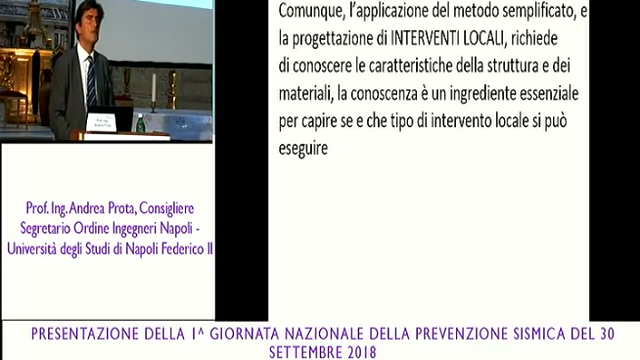 Comunque, l'applicazione del metodo semplificato, e
la progettazione di INTERVENTI LOCALI, richiede
di conoscere le caratteristiche della struttura e dei
materiali, la conoscenza è un ingrediente essenziale
per capire se e che tipo di intervento locale si può
eseguire
Prof. Ing. Andrea Prota, Consigliere
Segretario Ordine Ingegneri Napoli -
Università degli Studi di Napoli Federico II
PRESENTAZIONE DELLA 1^ GIORNATA NAZIONALE DELLA PREVENZIONE SISMICA DEL 30
SETTEMBRE 2018